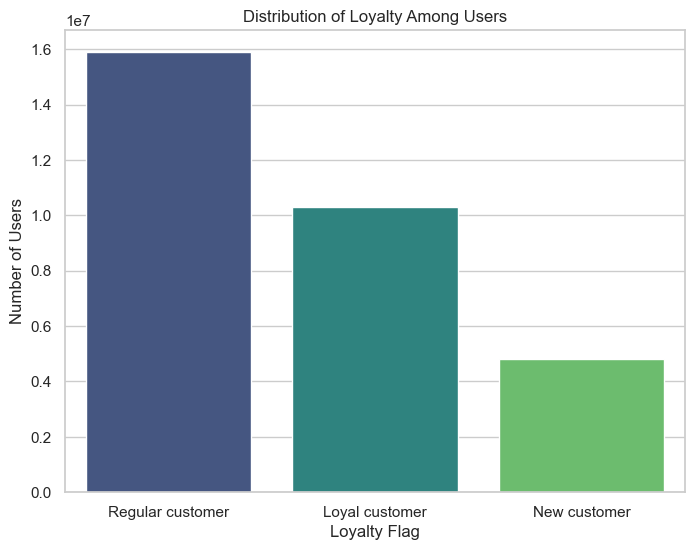 Distribution of Loyalty Among Users
1e7
1.6
1.4
1.2
1.0
0.8
0.6
0.4
0.2
0.0
Number of Users
Regular customer
Loyal customer
New customer
Loyalty Flag